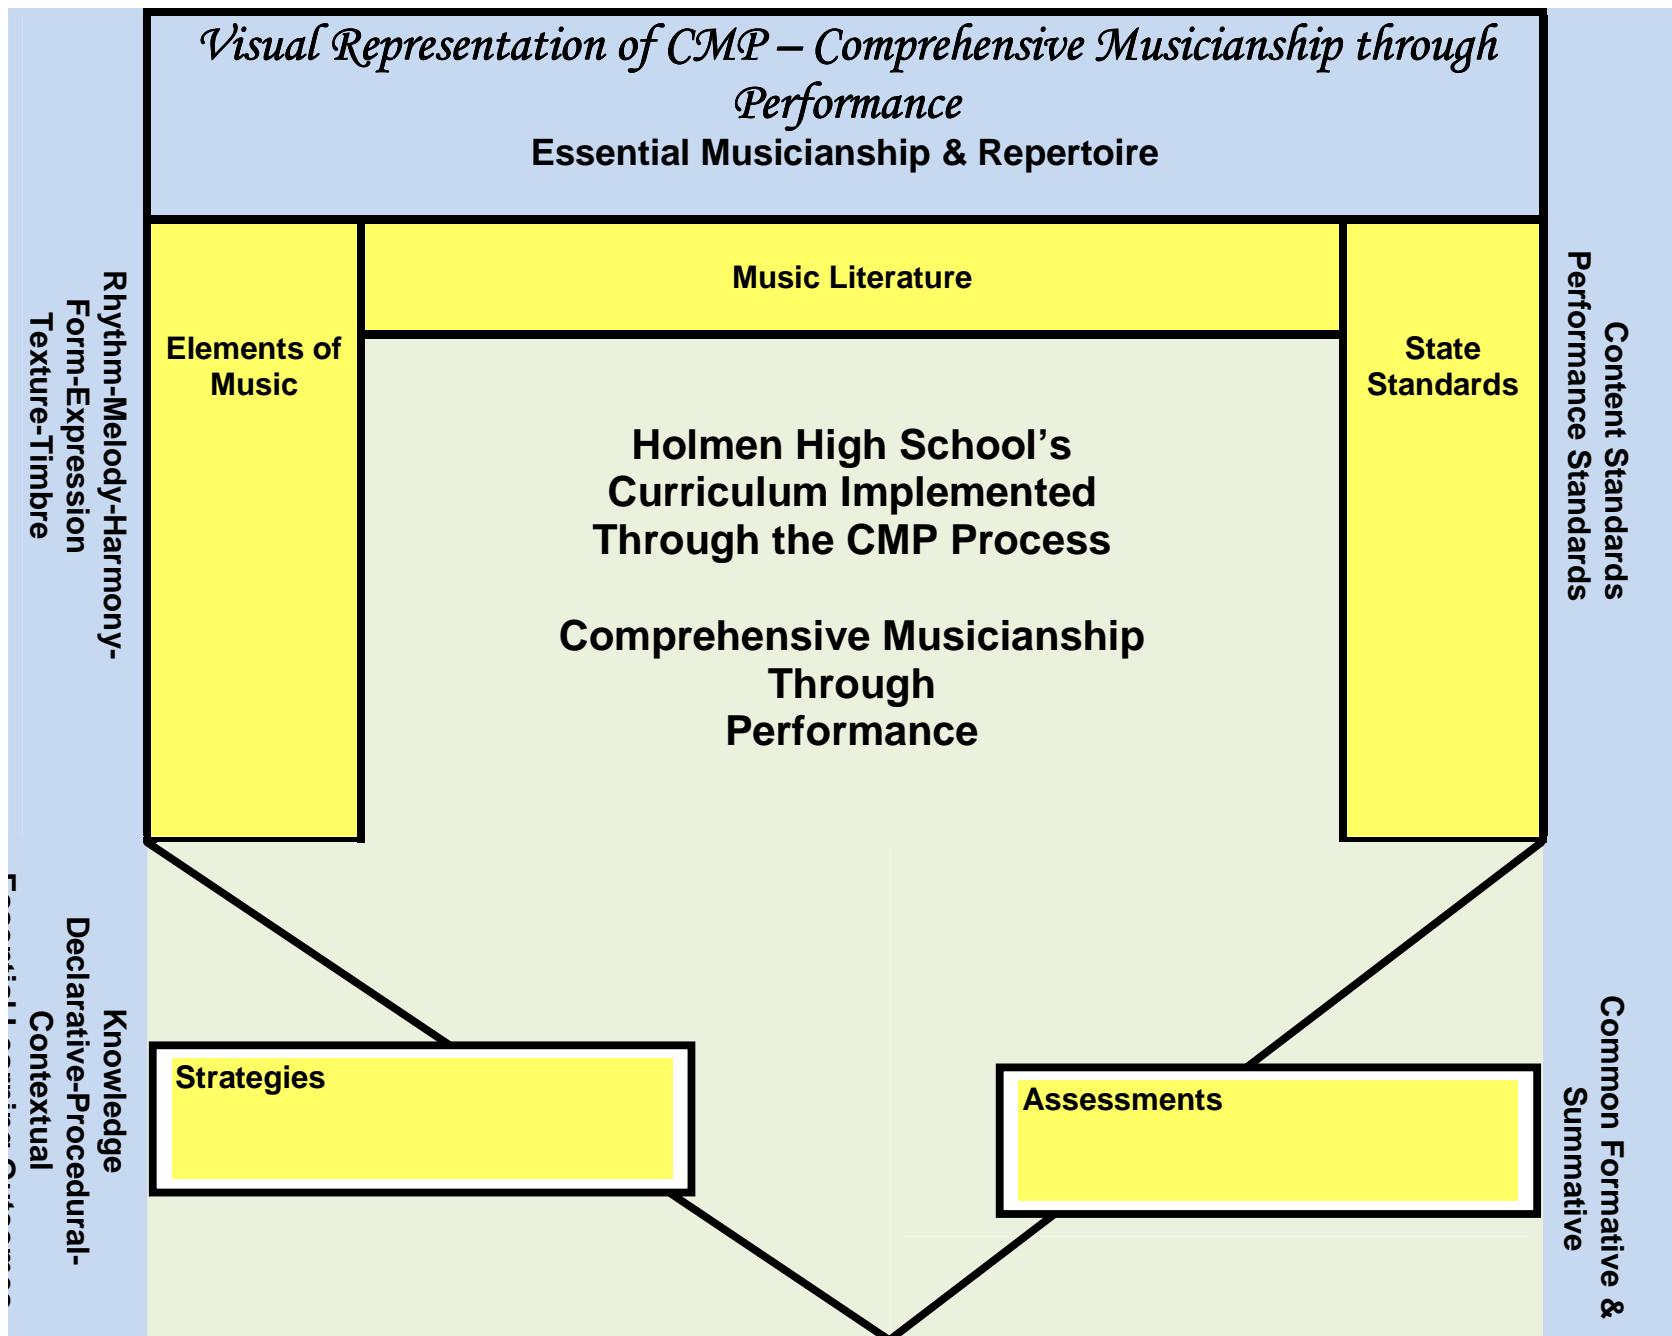 Visual Representation of CMP – Comprehensive Musicianship through
Performance
Essential Musicianship & Repertoire
Rhythm-Melody-Harmony-
Form-Expression
Texture-Timbre
Elements of
Music
Music Literature
State
Standards
Content Standards
Performance Standards
Holmen High School’s
Curriculum Implemented
Through the CMP Process
Comprehensive Musicianship
Through
Performance
Knowledge
Declarative-Procedural-
Contextual
Strategies
Assessments
Common Formative &
Summative